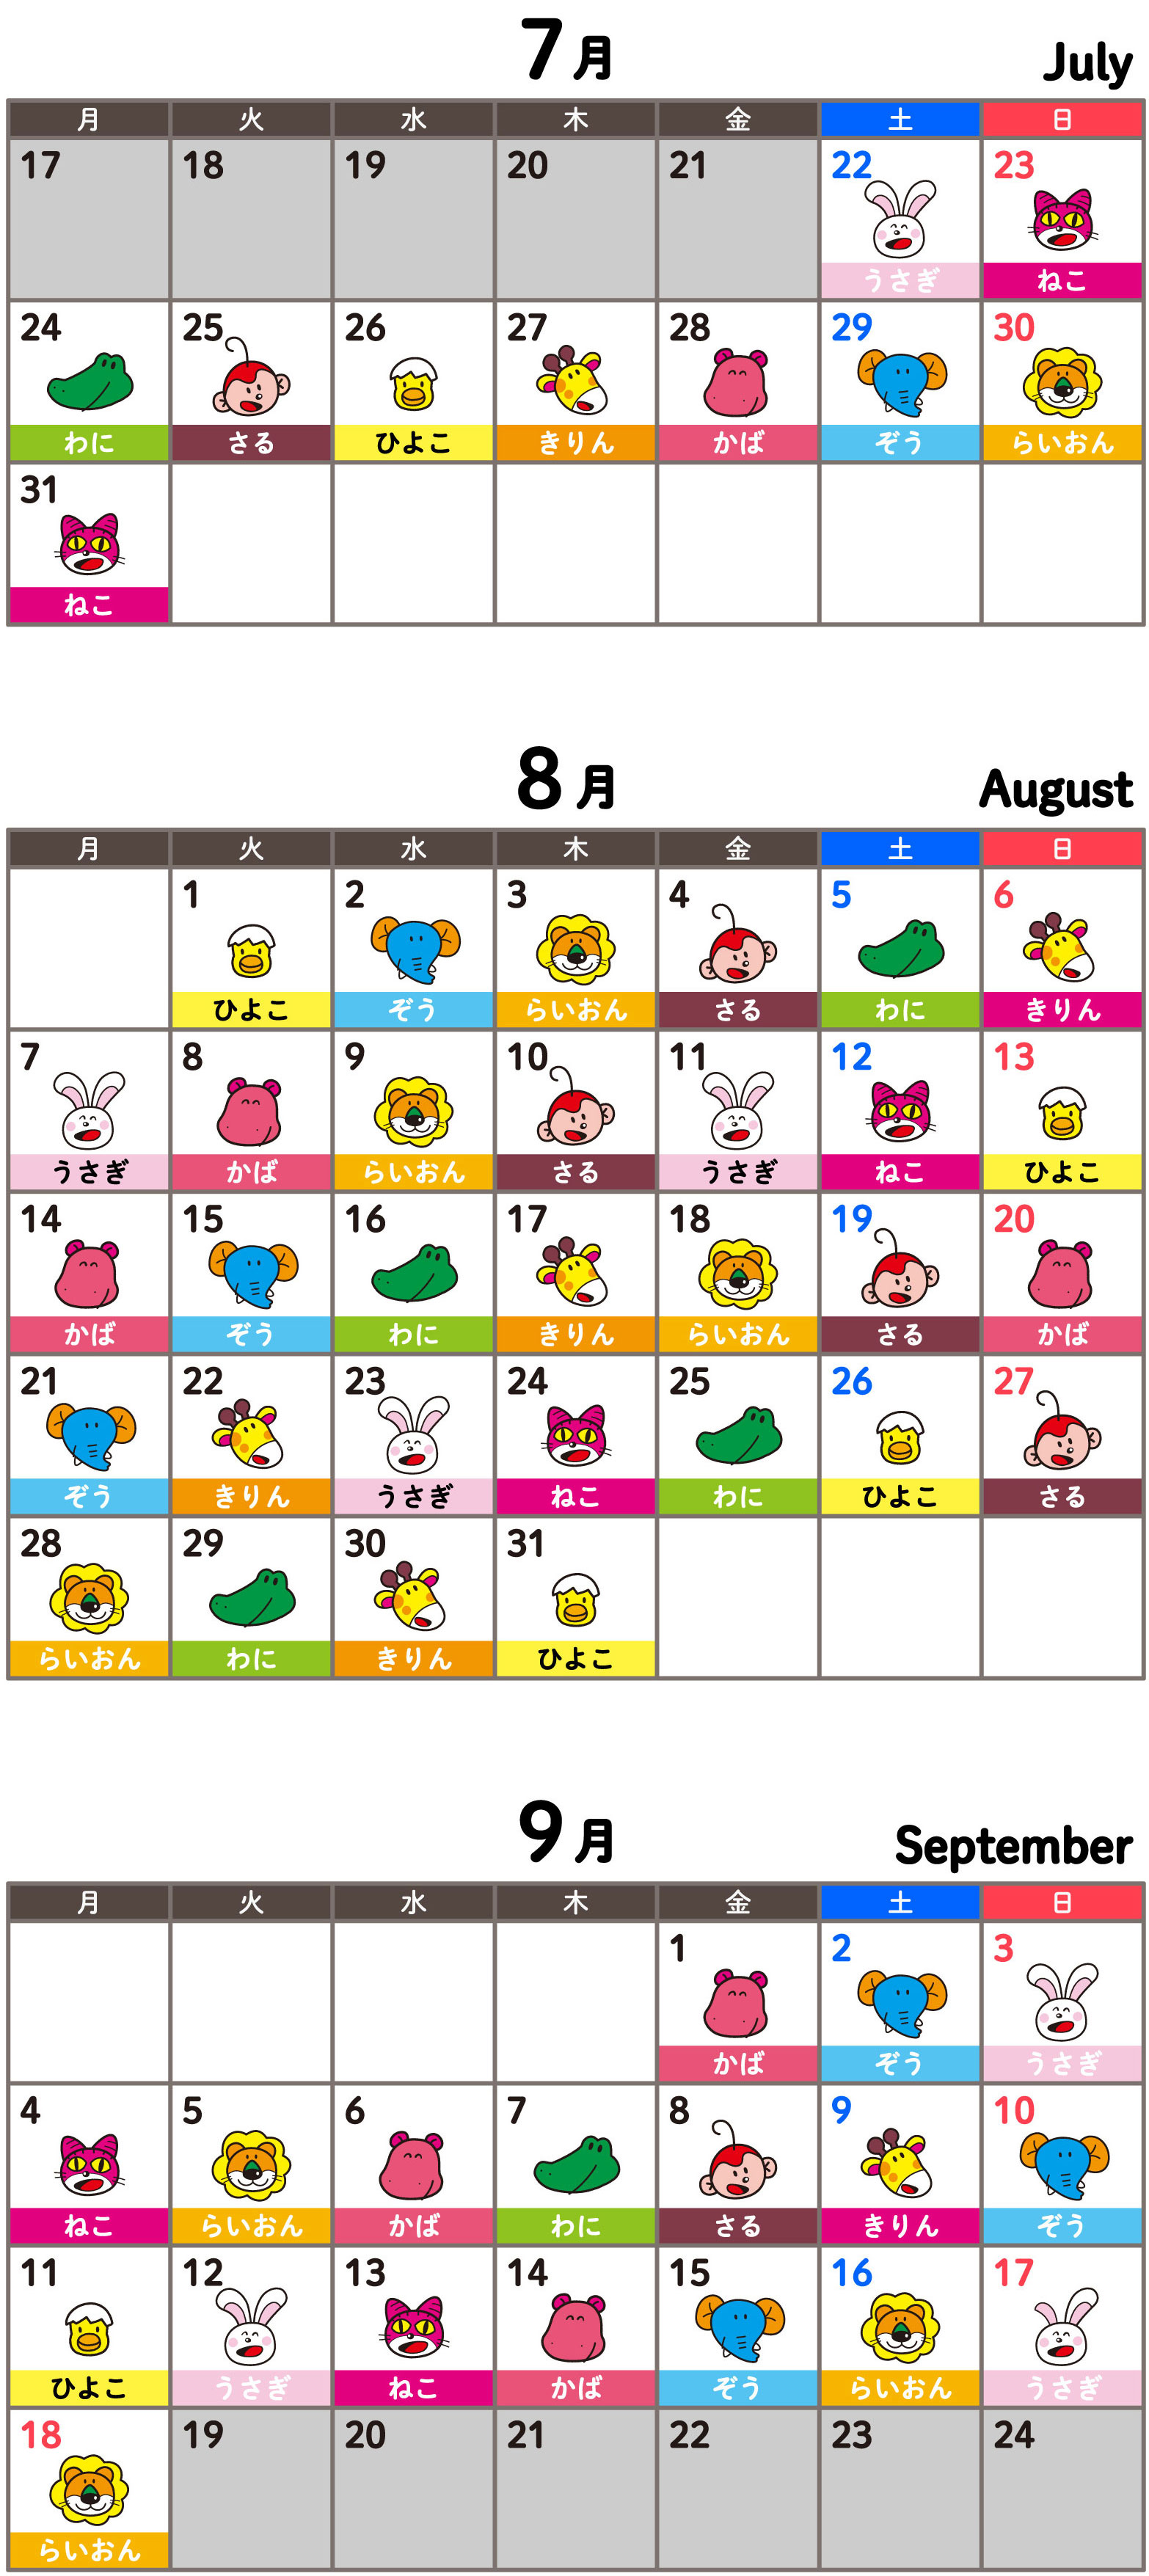 7月 July
月 火 水 木 金 土 日
17 18 19 20 21 22 23
うさぎ ねこ
24 25 26 27 28 29 30
わに さる ひよこ きりん かば ぞう らいおん
31
ねこ
8月 August
月 火 水 木 金 土 日
1 2 3 4 5 6
ひよこ ぞう らいおん さる わに きりん
7 8 9 10 11 12 13
うさぎ かば らいおん さる うさぎ ねこ ひよこ
14 15 16 17 18 19 20
かば ぞう わに きりん らいおん さる かば
21 22 23 24 25 26 27
ぞう きりん うさぎ ねこ わに ひよこ さる
28 29 30 31
らいおん わに きりん ひよこ
9月 September
月 火 水 木 金 土 日
1 2 3
かば ぞう うさぎ
4 5 6 7 8 9 10
ねこ らいおん かば わに さる きりん ぞう
11 12 13 14 15 16 17
ひよこ うさぎ ねこ かば ぞう らいおん うさぎ
18 19 20 21 22 23 24
らいおん